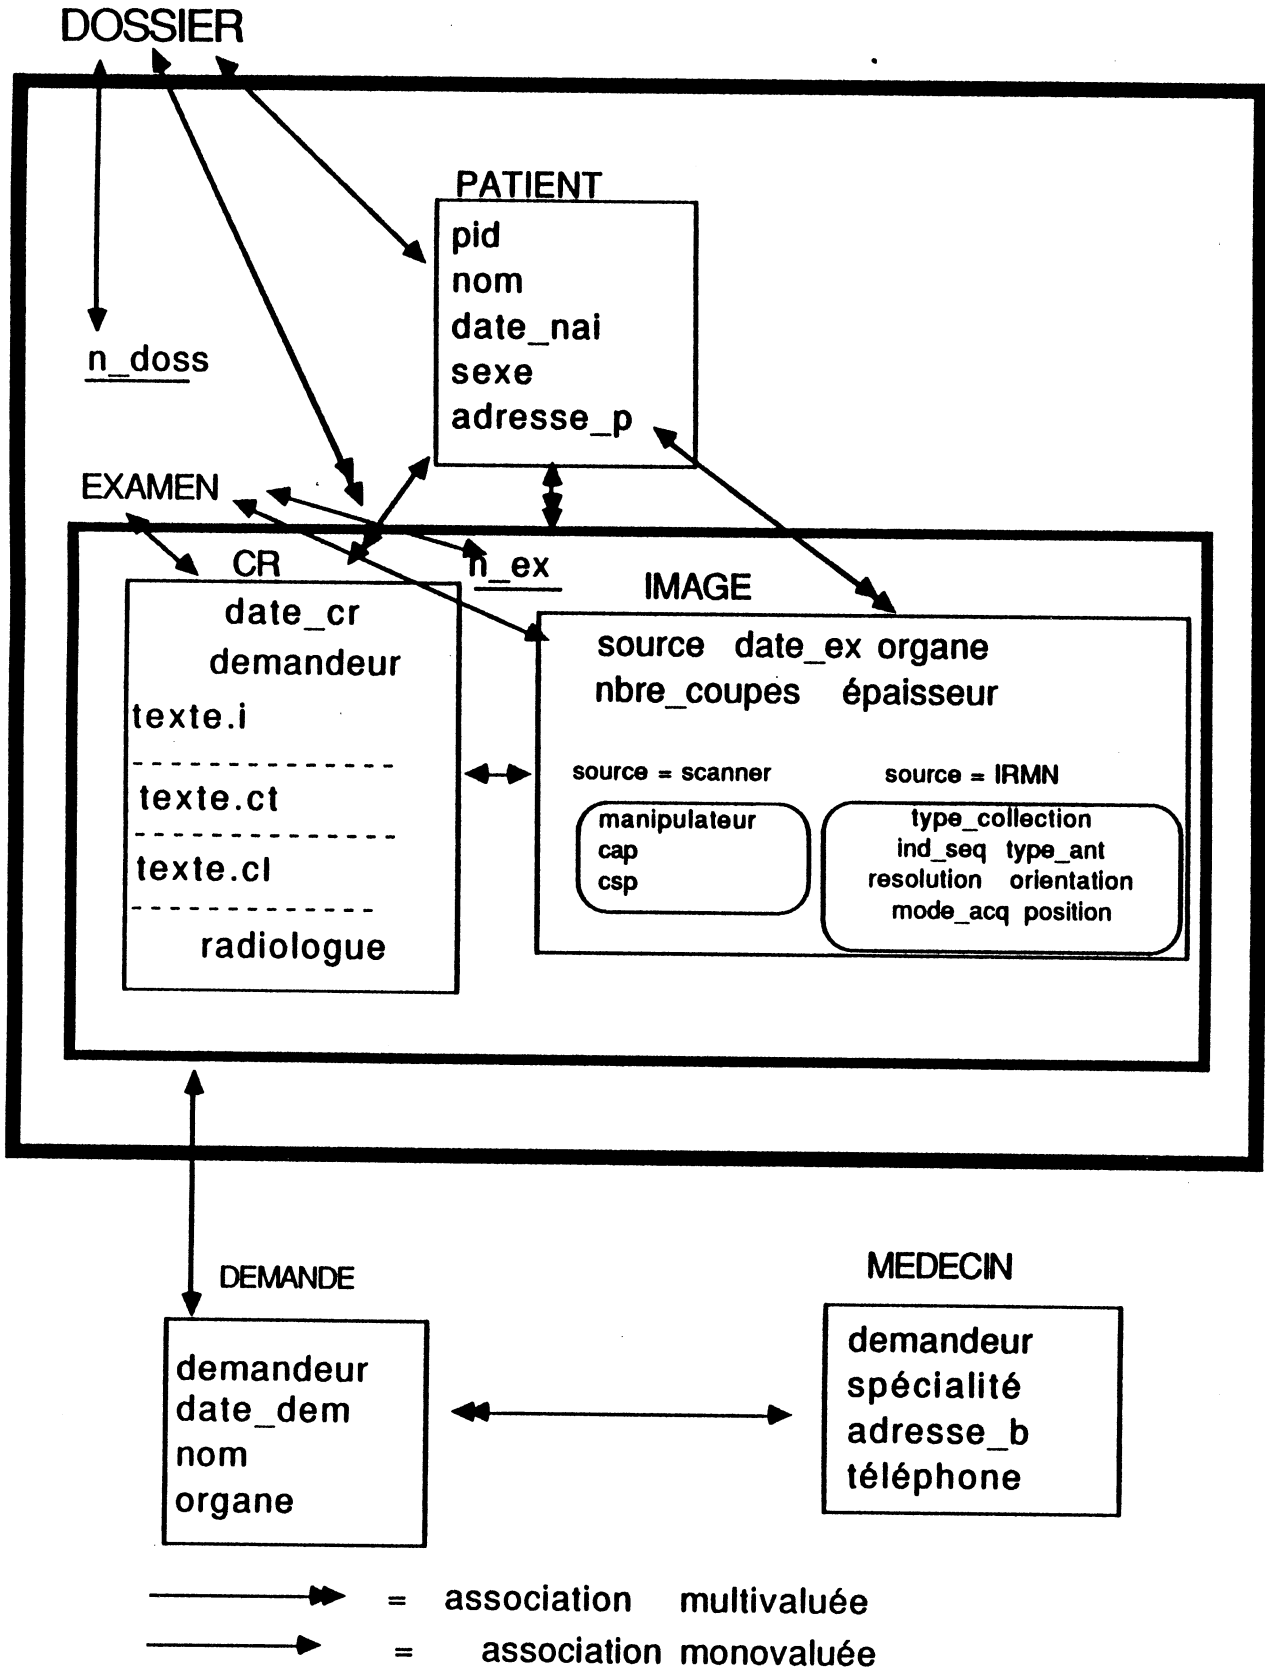 DOSSIER
PATIENT
pid
nom
date_nai
sexe
adresse_p
n_doss
EXAMEN
CR
n_ex
IMAGE
date_cr
demandeur
texte.i
texte.ct
texte.cl
radiologue
source date_ex organe
nbre_coupes épaisseur
source = scanner
manipulateur
cap
csp
source = IRMN
type_collection
ind_seq type_ant
resolution orientation
mode_acq position
DEMANDE
demandeur
date_dem
nom
organe
MEDECIN
demandeur
spécialité
adresse_b
téléphone
= association multivaluée
= association monovaluée